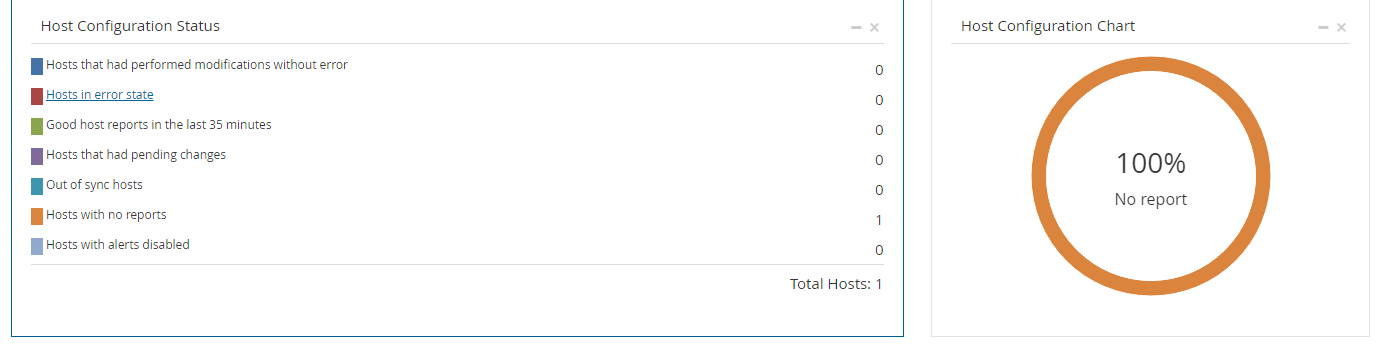 Host Configuration Status
Hosts that had performed modifications without error 0
Hosts in error state 0
Good host reports in the last 35 minutes 0
Hosts that had pending changes 0
Out of sync hosts 0
Hosts with no reports 1
Hosts with alerts disabled 0
Total Hosts: 1
Host Configuration Chart
100%
No report